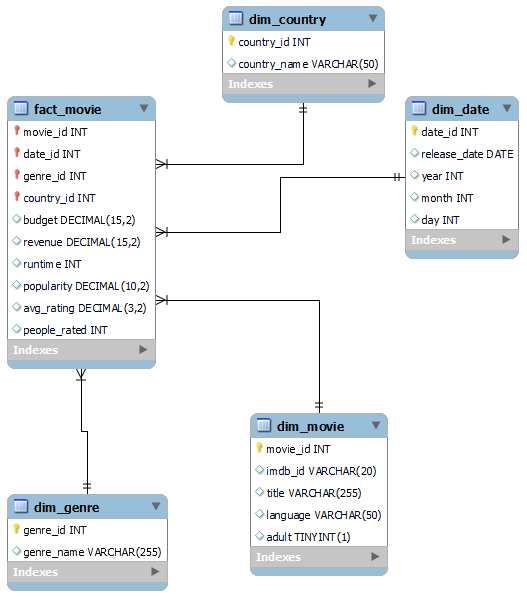 dim_country
country_id INT
country_name VARCHAR(50)
Indexes
fact_movie
movie_id INT
date_id INT
genre_id INT
country_id INT
budget DECIMAL(15,2)
revenue DECIMAL(15,2)
runtime INT
popularity DECIMAL(10,2)
avg_rating DECIMAL(3,2)
people_rated INT
Indexes
dim_date
date_id INT
release_date DATE
year INT
month INT
day INT
Indexes
dim_movie
movie_id INT
imdb_id VARCHAR(20)
title VARCHAR(255)
language VARCHAR(50)
adult TINYINT(1)
Indexes
dim_genre
genre_id INT
genre_name VARCHAR(255)
Indexes